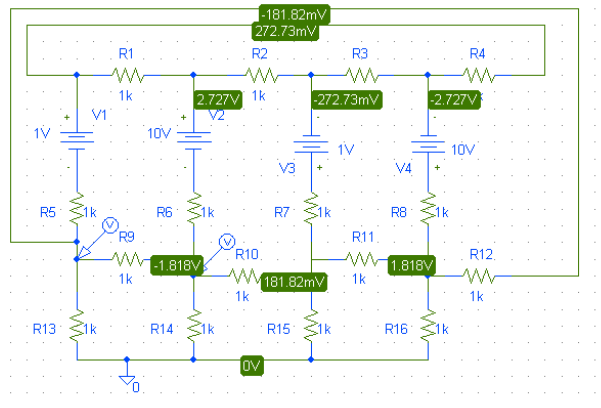 -181.82mV
272.73mV
R1 R2 R3 R4
1k 1k 1k 1k
2.727V -272.73mV -2.727V
+ V1 + V2 - -
1V 10V 1V 10V
- - V3 + V4 +
R5 1k R6 1k R7 1k R8 1k
V V
R9 R10 R11 R12
-1.818V 1.818V
1k 1k 181.82mV 1k 1k
R13 1k R14 1k R15 1k R16 1k
0V
0